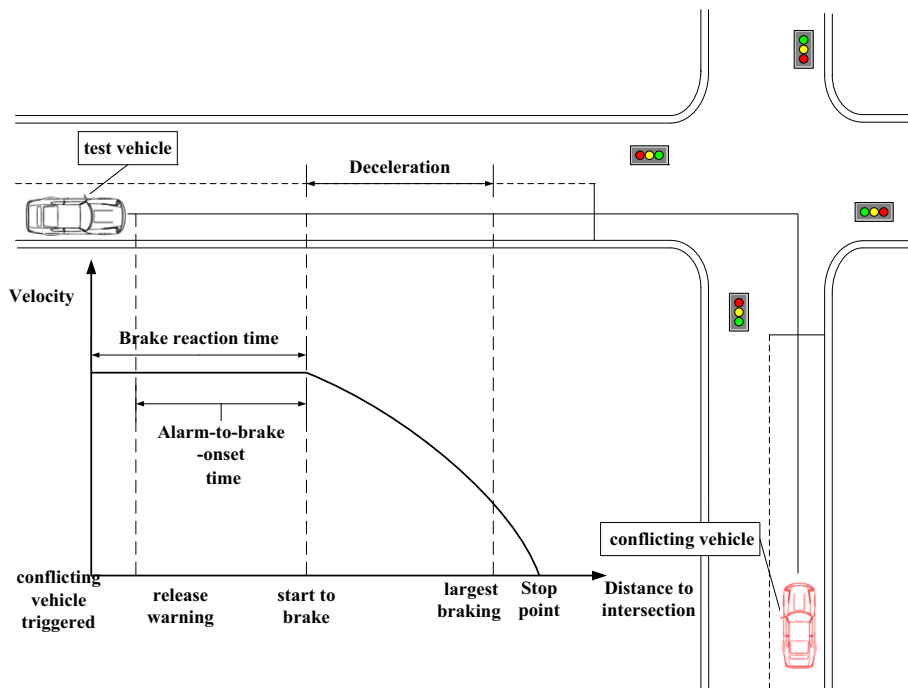 test vehicle
Deceleration
Velocity
Brake reaction time
Alarm-to-brake
-onset
time
conflicting vehicle
conflicting
vehicle
triggered
release
warning
start to
brake
largest
braking
Stop
point
Distance to
intersection